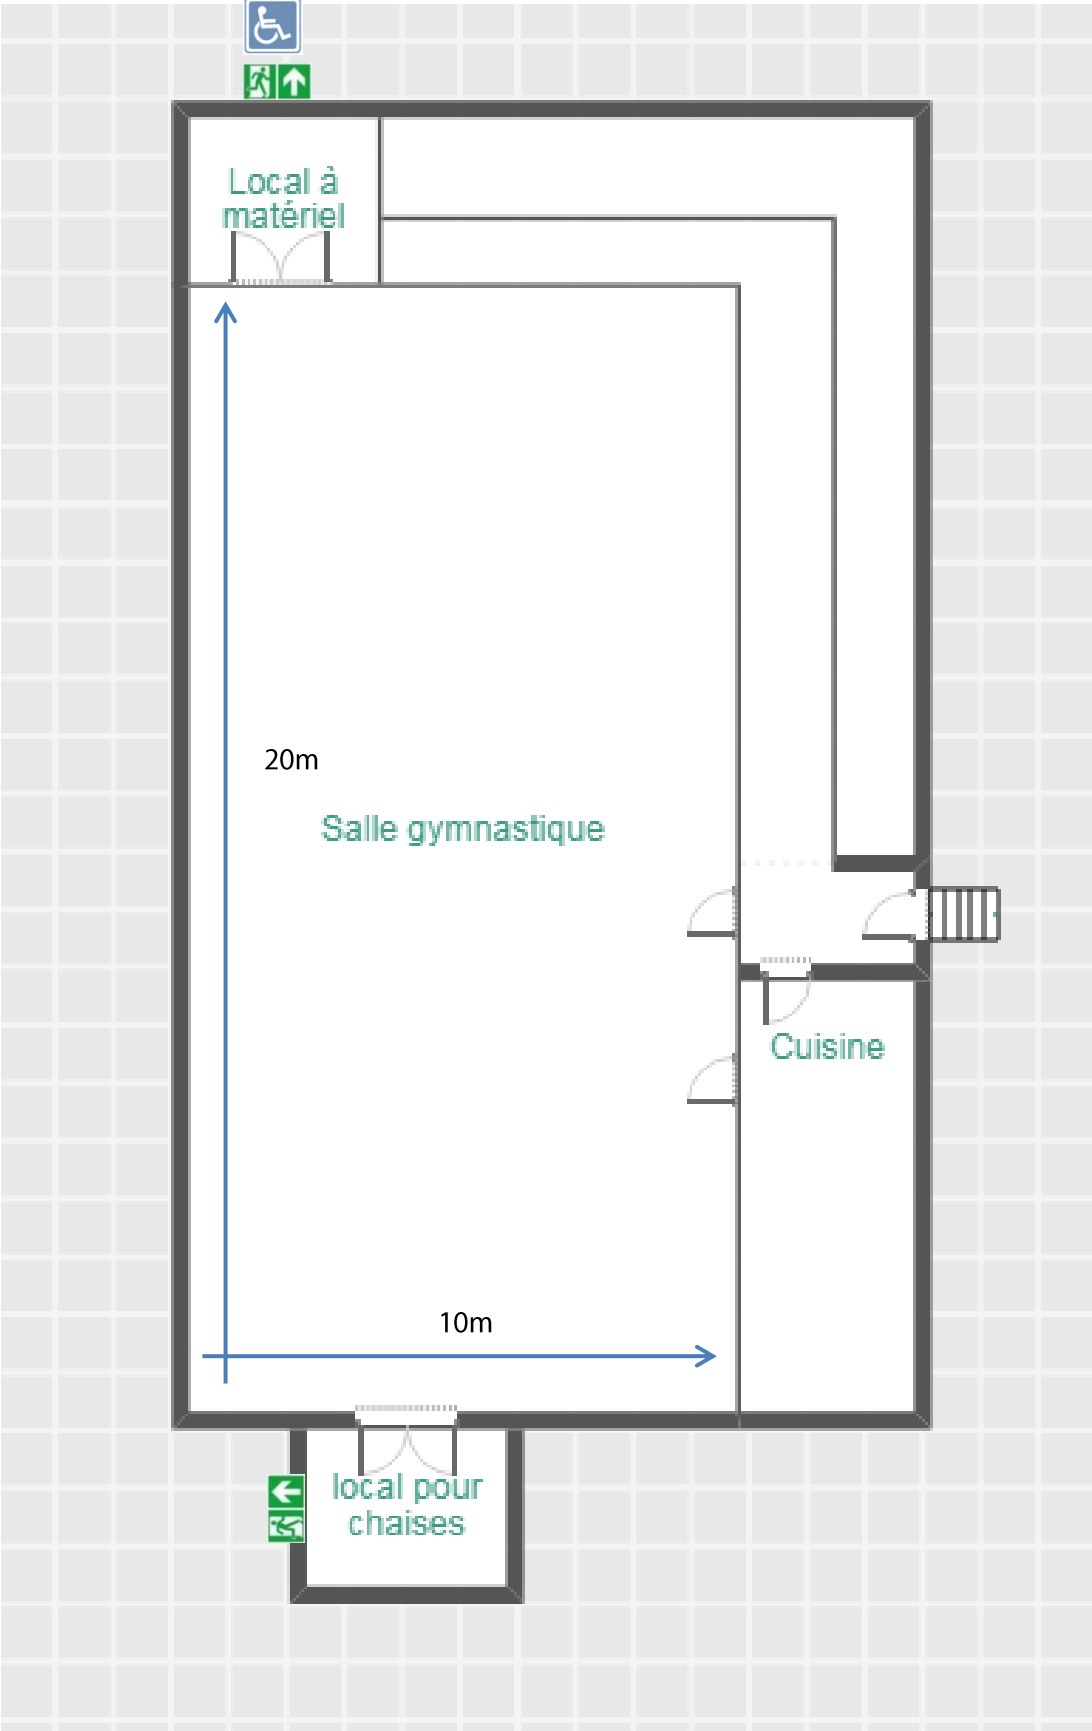 Local à
matériel
20m
Salle gymnastique
Cuisine
10m
local pour
chaises